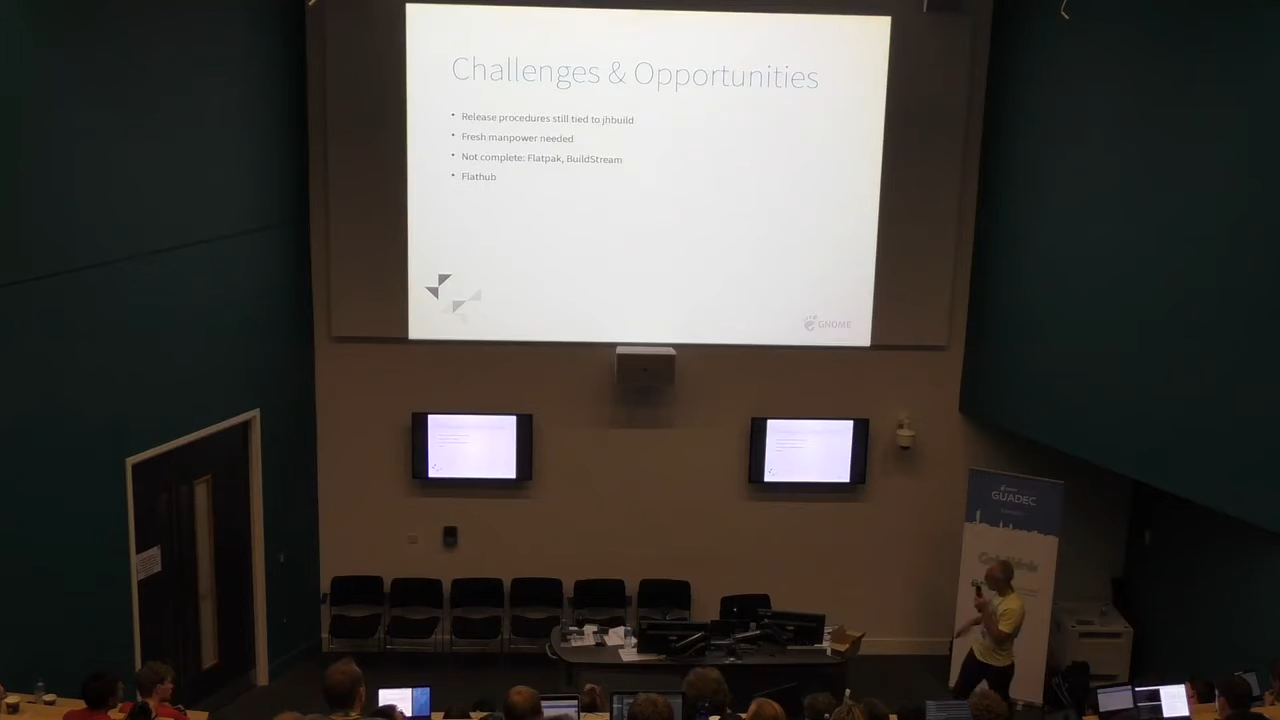 Challenges & Opportunities
• Release procedures still tied to jhbuild
• Fresh manpower needed
• Not complete: Flatpak, BuildStream
• Flathub
GNOME
GUADEC